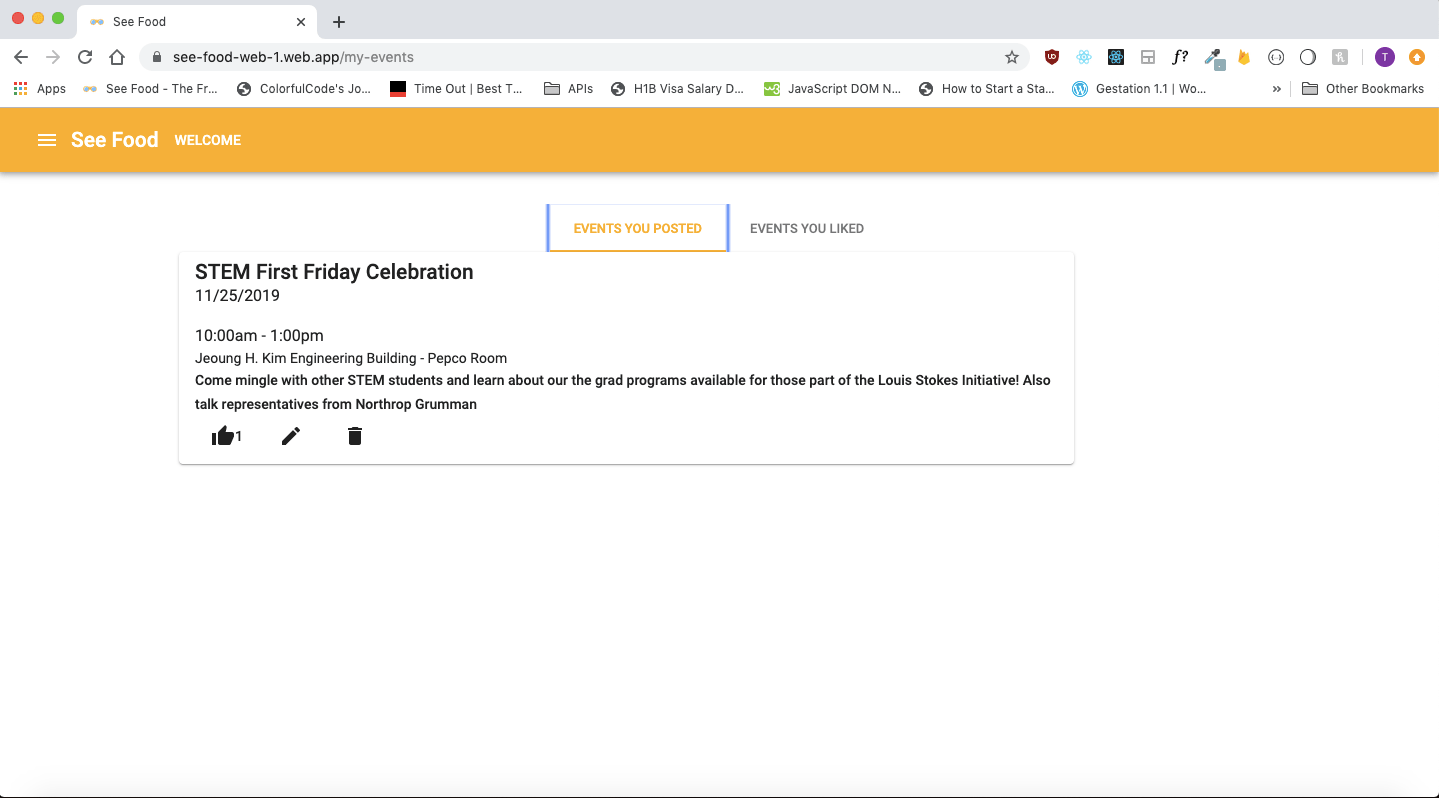 See Food
see-food-web-1.web.app/my-events
f?
T
Apps
See Food - The Fr...
ColorfulCode's Jo...
Time Out | Best T...
APIs
H1B Visa Salary D...
JavaScript DOM N...
How to Start a Sta...
Gestation 1.1 | Wo...
»
Other Bookmarks
See Food
WELCOME
EVENTS YOU POSTED
EVENTS YOU LIKED
STEM First Friday Celebration
11/25/2019
10:00am - 1:00pm
Jeoung H. Kim Engineering Building - Pepco Room
Come mingle with other STEM students and learn about our the grad programs available for those part of the Louis Stokes Initiative! Also
talk representatives from Northrop Grumman
1